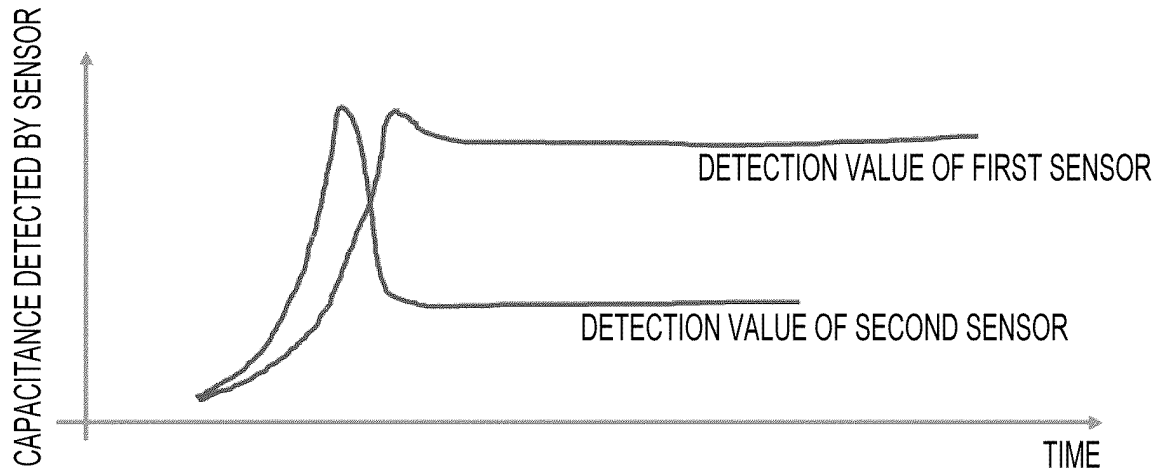 CAPACITANCE DETECTED BY SENSOR
DETECTION VALUE OF FIRST SENSOR
DETECTION VALUE OF SECOND SENSOR
TIME